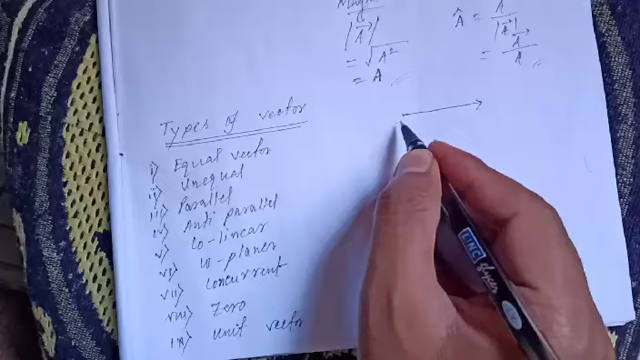 |A⃗|
= √A²
= A
Â = A⃗ / |A⃗|
= A⃗ / A
Types of vector
i) Equal vector
ii) Unequal
iii) Parallel
iv) Anti parallel
v) Co-linear
vi) Co-planer
vii) Concurrent
viii) Zero
ix) Unit vector
LINC